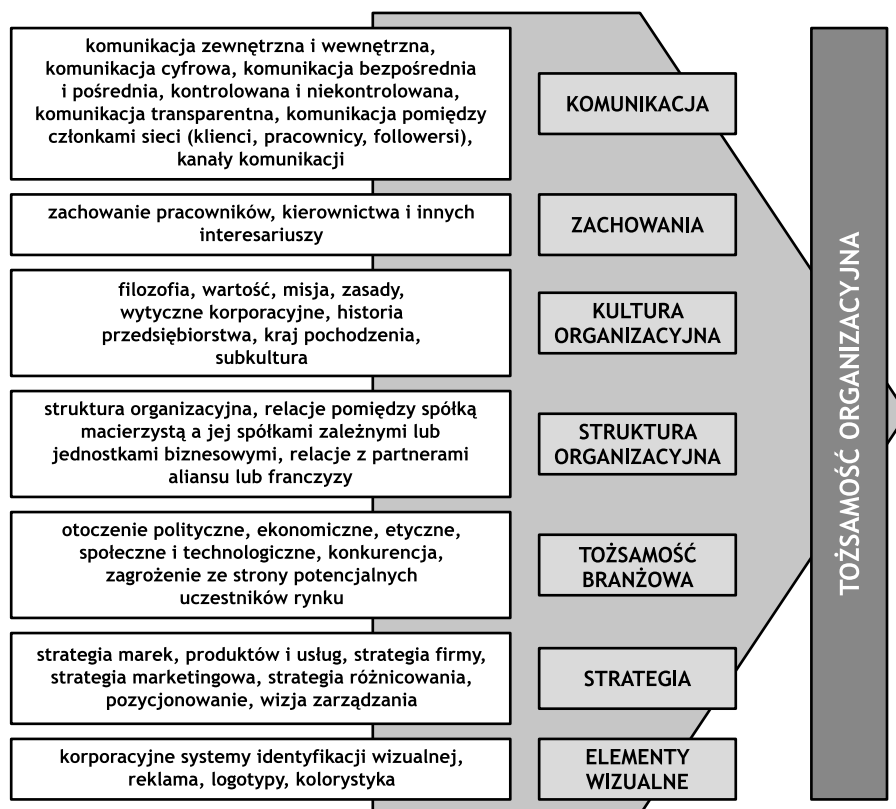 komunikacja zewnętrzna i wewnętrzna,
komunikacja cyfrowa, komunikacja bezpośrednia
i pośrednia, kontrolowana i niekontrolowana,
komunikacja transparentna, komunikacja pomiędzy
członkami sieci (klienci, pracownicy, followersi),
kanały komunikacji
KOMUNIKACJA
zachowanie pracowników, kierownictwa i innych
interesariuszy
ZACHOWANIA
filozofia, wartość, misja, zasady,
wytyczne korporacyjne, historia
przedsiębiorstwa, kraj pochodzenia,
subkultura
KULTURA
ORGANIZACYJNA
struktura organizacyjna, relacje pomiędzy spółką
macierzystą a jej spółkami zależnymi lub
jednostkami biznesowymi, relacje z partnerami
aliansu lub franczyzy
STRUKTURA
ORGANIZACYJNA
otoczenie polityczne, ekonomiczne, etyczne,
społeczne i technologiczne, konkurencja,
zagrożenie ze strony potencjalnych
uczestników rynku
TOŻSAMOŚĆ
BRANŻOWA
strategia marek, produktów i usług, strategia firmy,
strategia marketingowa, strategia różnicowania,
pozycjonowanie, wizja zarządzania
STRATEGIA
korporacyjne systemy identyfikacji wizualnej,
reklama, logotypy, kolorystyka
ELEMENTY
WIZUALNE
TOŻSAMOŚĆ ORGANIZACYJNA